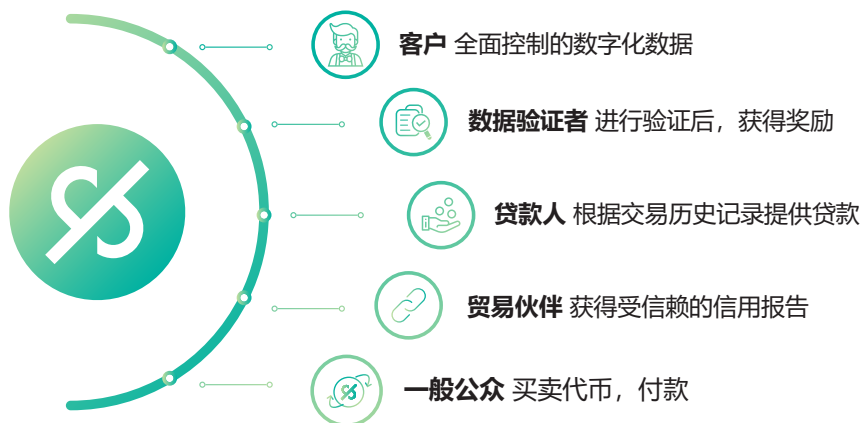 客户 全面控制的数字化数据
数据验证者 进行验证后，获得奖励
贷款人 根据交易历史记录提供贷款
贸易伙伴 获得受信赖的信用报告
一般公众 买卖代币，付款